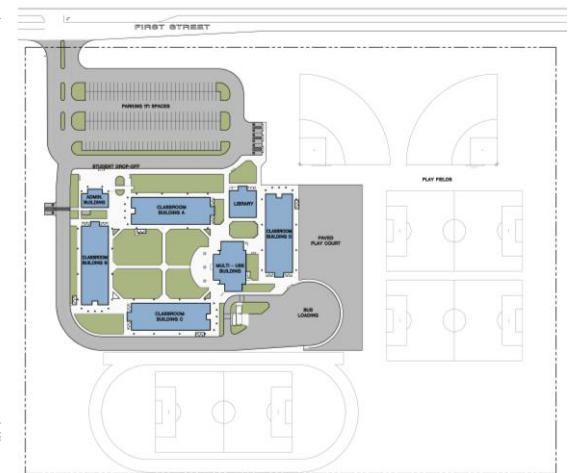 FIRST STREET
PARKING 171 SPACES
STUDENT DROP-OFF
PLAY FIELDS
ADMIN.
BUILDING
CLASSROOM
BUILDING A
LIBRARY
CLASSROOM
BUILDING D
PAVED
PLAY COURT
CLASSROOM
BUILDING B
MULTI - USE
BUILDING
CLASSROOM
BUILDING C
BUS
LOADING